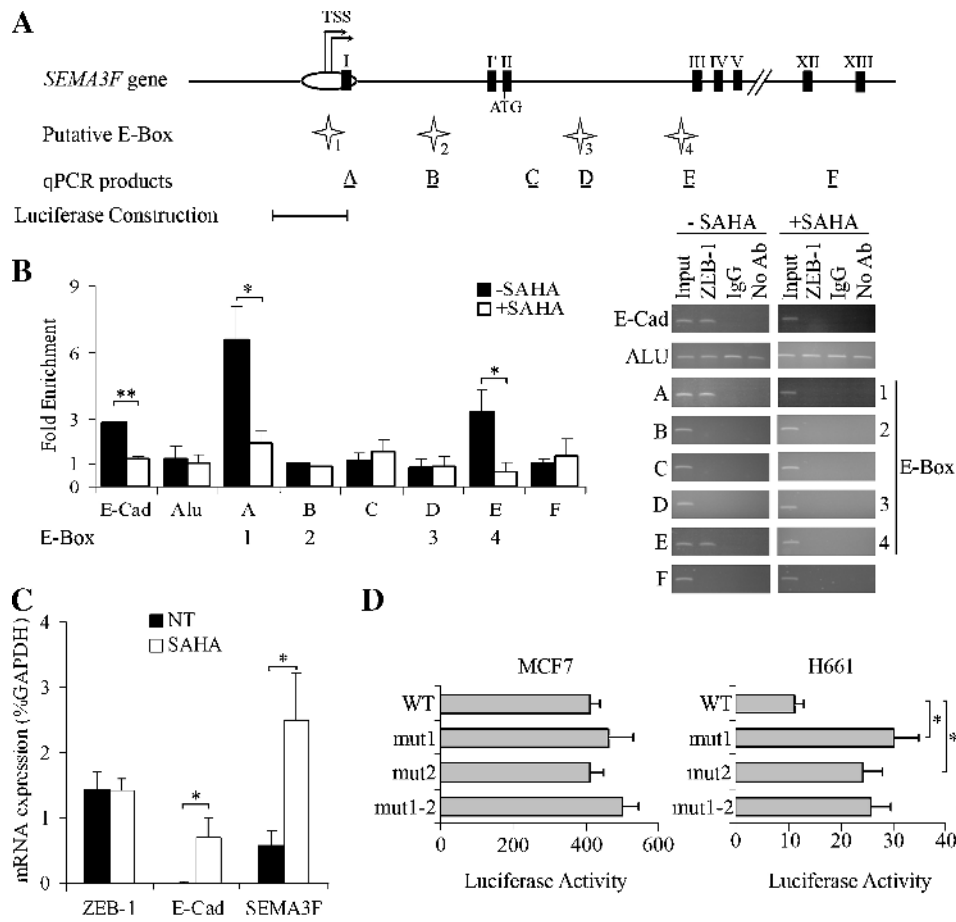 A
TSS
I
I' II
III IV V
XII
XIII
SEMA3F gene
ATG
Putative E-Box
1
2
3
4
qPCR products
A
B
C
D
E
F
Luciferase Construction
B
Fold Enrichment
9
6
3
1
0
-SAHA
+SAHA
**
*
*
E-Cad
Alu
A
B
C
D
E
F
E-Box
1
2
3
4
- SAHA
+SAHA
Input
ZEB-1
IgG
No Ab
Input
ZEB-1
IgG
No Ab
E-Cad
ALU
A
1
B
2
C
E-Box
D
3
E
4
F
C
mRNA expression (%GAPDH)
4
3
2
1
0
NT
SAHA
*
*
ZEB-1
E-Cad
SEMA3F
D
MCF7
WT
mut1
mut2
mut1-2
0
200
400
600
Luciferase Activity
H661
WT
mut1
mut2
mut1-2
*
*
0
10
20
30
40
Luciferase Activity